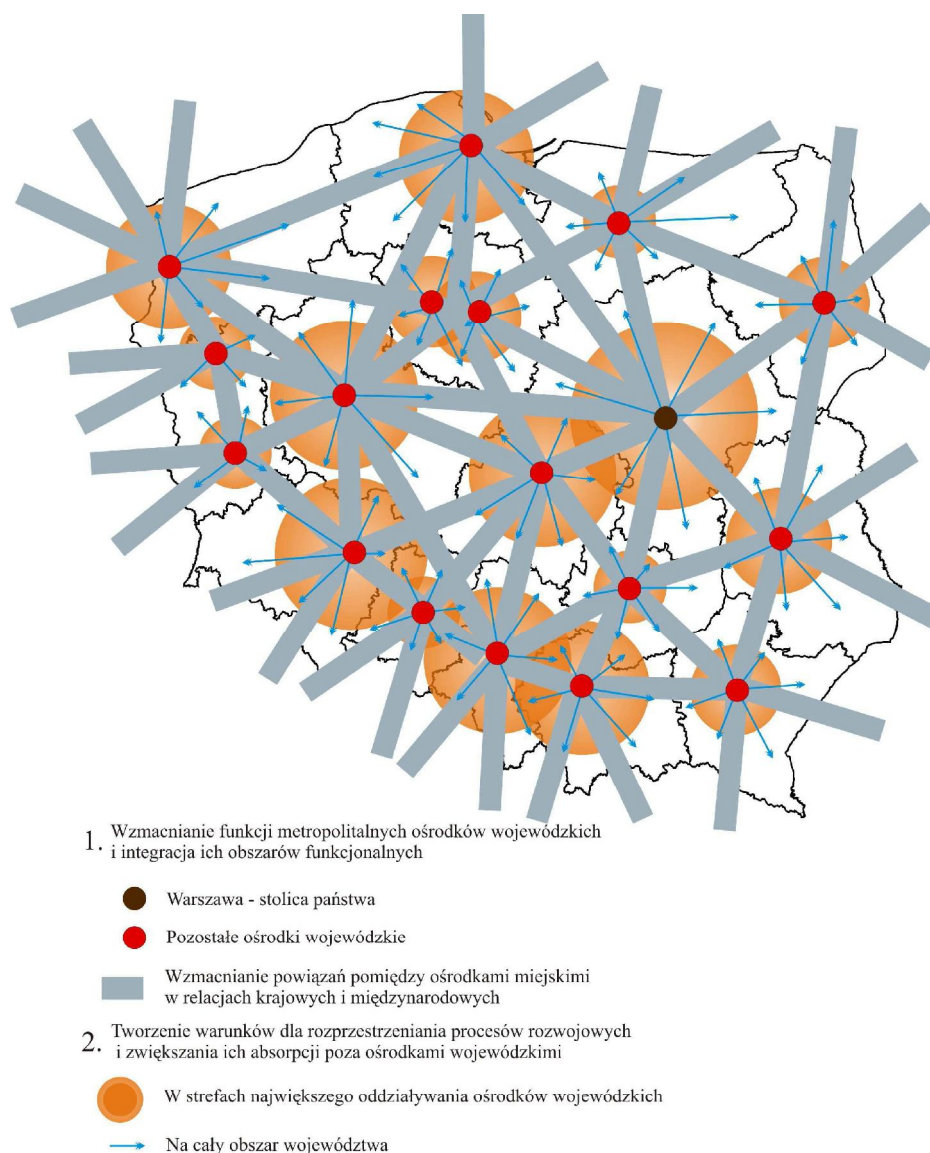 1. Wzmacnianie funkcji metropolitalnych ośrodków wojewódzkich
i integracja ich obszarów funkcjonalnych
Warszawa - stolica państwa
Pozostałe ośrodki wojewódzkie
Wzmacnianie powiązań pomiędzy ośrodkami miejskimi
w relacjach krajowych i międzynarodowych
2. Tworzenie warunków dla rozprzestrzeniania procesów rozwojowych
i zwiększania ich absorpcji poza ośrodkami wojewódzkimi
W strefach największego oddziaływania ośrodków wojewódzkich
Na cały obszar województwa